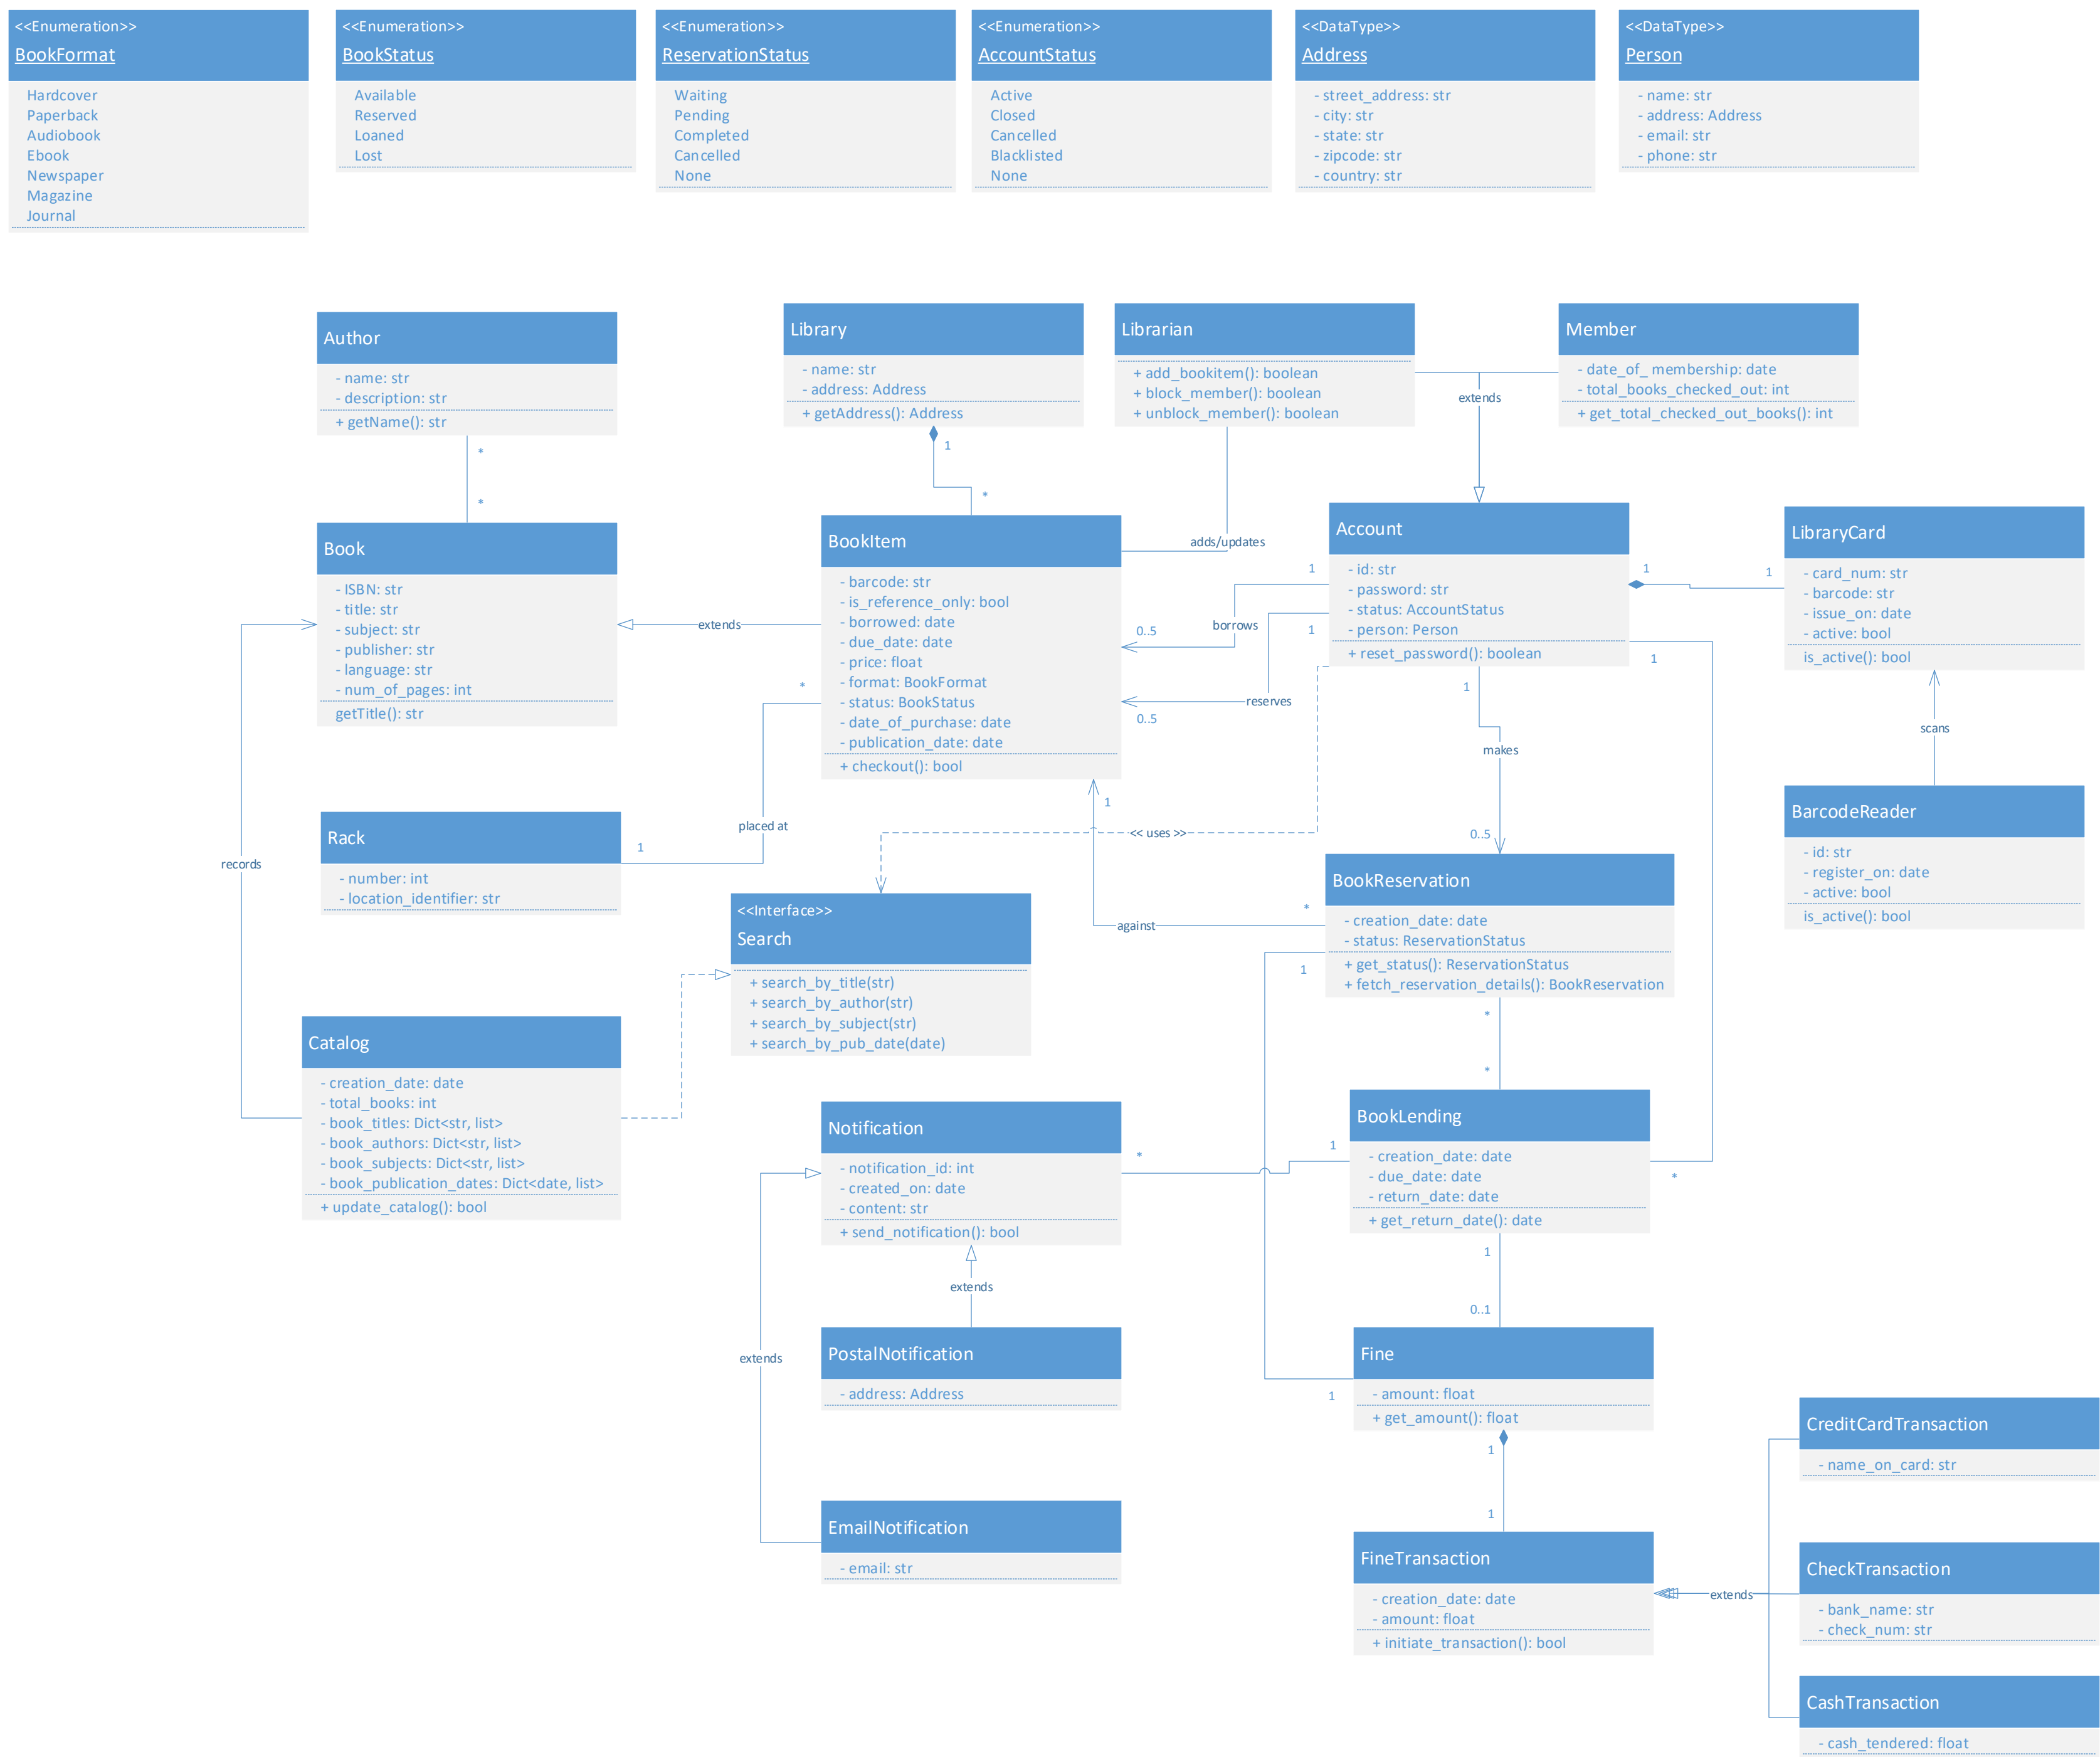 <<Enumeration>>
BookFormat
Hardcover
Paperback
Audiobook
Ebook
Newspaper
Magazine
Journal
<<Enumeration>>
BookStatus
Available
Reserved
Loaned
Lost
<<Enumeration>>
ReservationStatus
Waiting
Pending
Completed
Cancelled
None
<<Enumeration>>
AccountStatus
Active
Closed
Cancelled
Blacklisted
None
<<DataType>>
Address
- street_address: str
- city: str
- state: str
- zipcode: str
- country: str
<<DataType>>
Person
- name: str
- address: Address
- email: str
- phone: str
Author
- name: str
- description: str
+ getName(): str
*
*
Library
- name: str
- address: Address
+ getAddress(): Address
1
*
Librarian
+ add_bookitem(): boolean
+ block_member(): boolean
+ unblock_member(): boolean
extends
Member
- date_of_ membership: date
- total_books_checked_out: int
+ get_total_checked_out_books(): int
Book
- ISBN: str
- title: str
- subject: str
- publisher: str
- language: str
- num_of_pages: int
getTitle(): str
extends
BookItem
- barcode: str
- is_reference_only: bool
- borrowed: date
- due_date: date
- price: float
- format: BookFormat
- status: BookStatus
- date_of_purchase: date
- publication_date: date
+ checkout(): bool
adds/updates
1
borrows
0..5
1
reserves
0..5
Account
- id: str
- password: str
- status: AccountStatus
- person: Person
+ reset_password(): boolean
1
1
1
LibraryCard
- card_num: str
- barcode: str
- issue_on: date
- active: bool
is_active(): bool
scans
BarcodeReader
- id: str
- register_on: date
- active: bool
is_active(): bool
*
placed at
1
Rack
- number: int
- location_identifier: str
records
1
<< uses >>
1
makes
0..5
<<Interface>>
Search
+ search_by_title(str)
+ search_by_author(str)
+ search_by_subject(str)
+ search_by_pub_date(date)
against
*
1
BookReservation
- creation_date: date
- status: ReservationStatus
+ get_status(): ReservationStatus
+ fetch_reservation_details(): BookReservation
*
*
Catalog
- creation_date: date
- total_books: int
- book_titles: Dict<str, list>
- book_authors: Dict<str, list>
- book_subjects: Dict<str, list>
- book_publication_dates: Dict<date, list>
+ update_catalog(): bool
Notification
- notification_id: int
- created_on: date
- content: str
+ send_notification(): bool
*
1
BookLending
- creation_date: date
- due_date: date
- return_date: date
+ get_return_date(): date
*
1
0..1
extends
extends
PostalNotification
- address: Address
EmailNotification
- email: str
Fine
- amount: float
+ get_amount(): float
1
1
1
FineTransaction
- creation_date: date
- amount: float
+ initiate_transaction(): bool
extends
CreditCardTransaction
- name_on_card: str
CheckTransaction
- bank_name: str
- check_num: str
CashTransaction
- cash_tendered: float